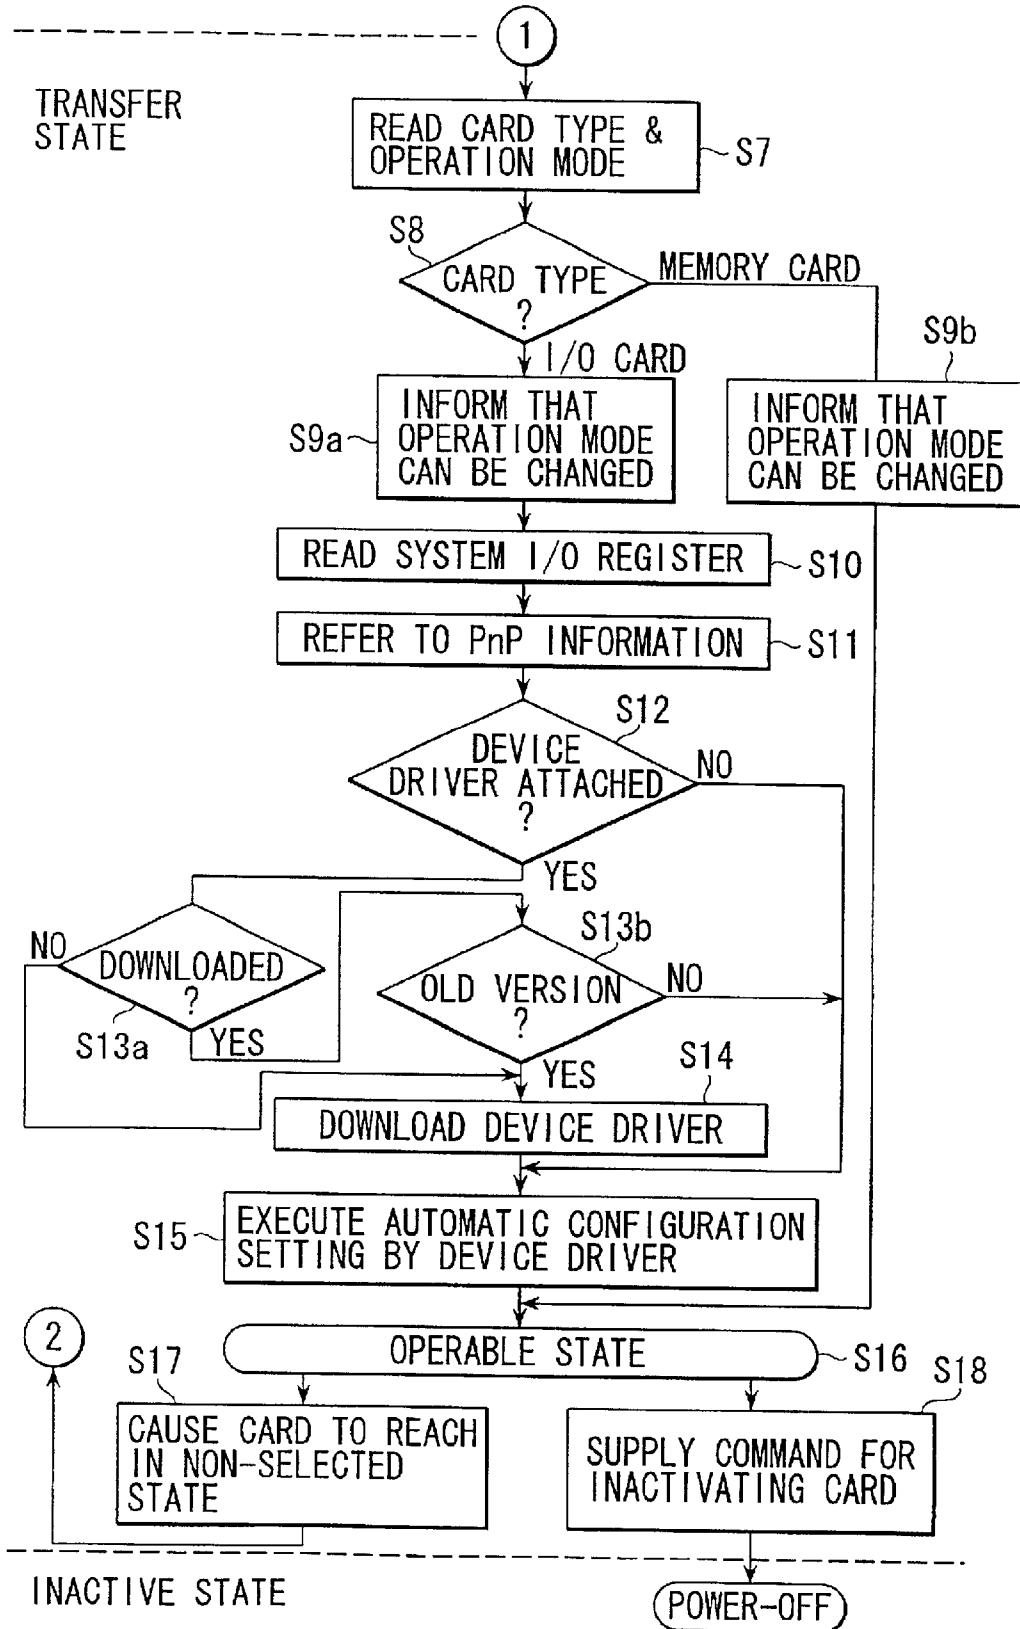 1
TRANSFER
STATE
READ CARD TYPE &
OPERATION MODE
S7
S8
CARD TYPE
?
MEMORY CARD
I/O CARD
S9b
S9a
INFORM THAT
OPERATION MODE
CAN BE CHANGED
INFORM THAT
OPERATION MODE
CAN BE CHANGED
READ SYSTEM I/O REGISTER
S10
REFER TO PnP INFORMATION
S11
S12
DEVICE
DRIVER ATTACHED
?
NO
YES
NO
DOWNLOADED
?
S13a
YES
S13b
OLD VERSION
?
NO
YES
S14
DOWNLOAD DEVICE DRIVER
S15
EXECUTE AUTOMATIC CONFIGURATION
SETTING BY DEVICE DRIVER
2
OPERABLE STATE
S16
S17
CAUSE CARD TO REACH
IN NON-SELECTED
STATE
S18
SUPPLY COMMAND FOR
INACTIVATING CARD
INACTIVE STATE
POWER-OFF